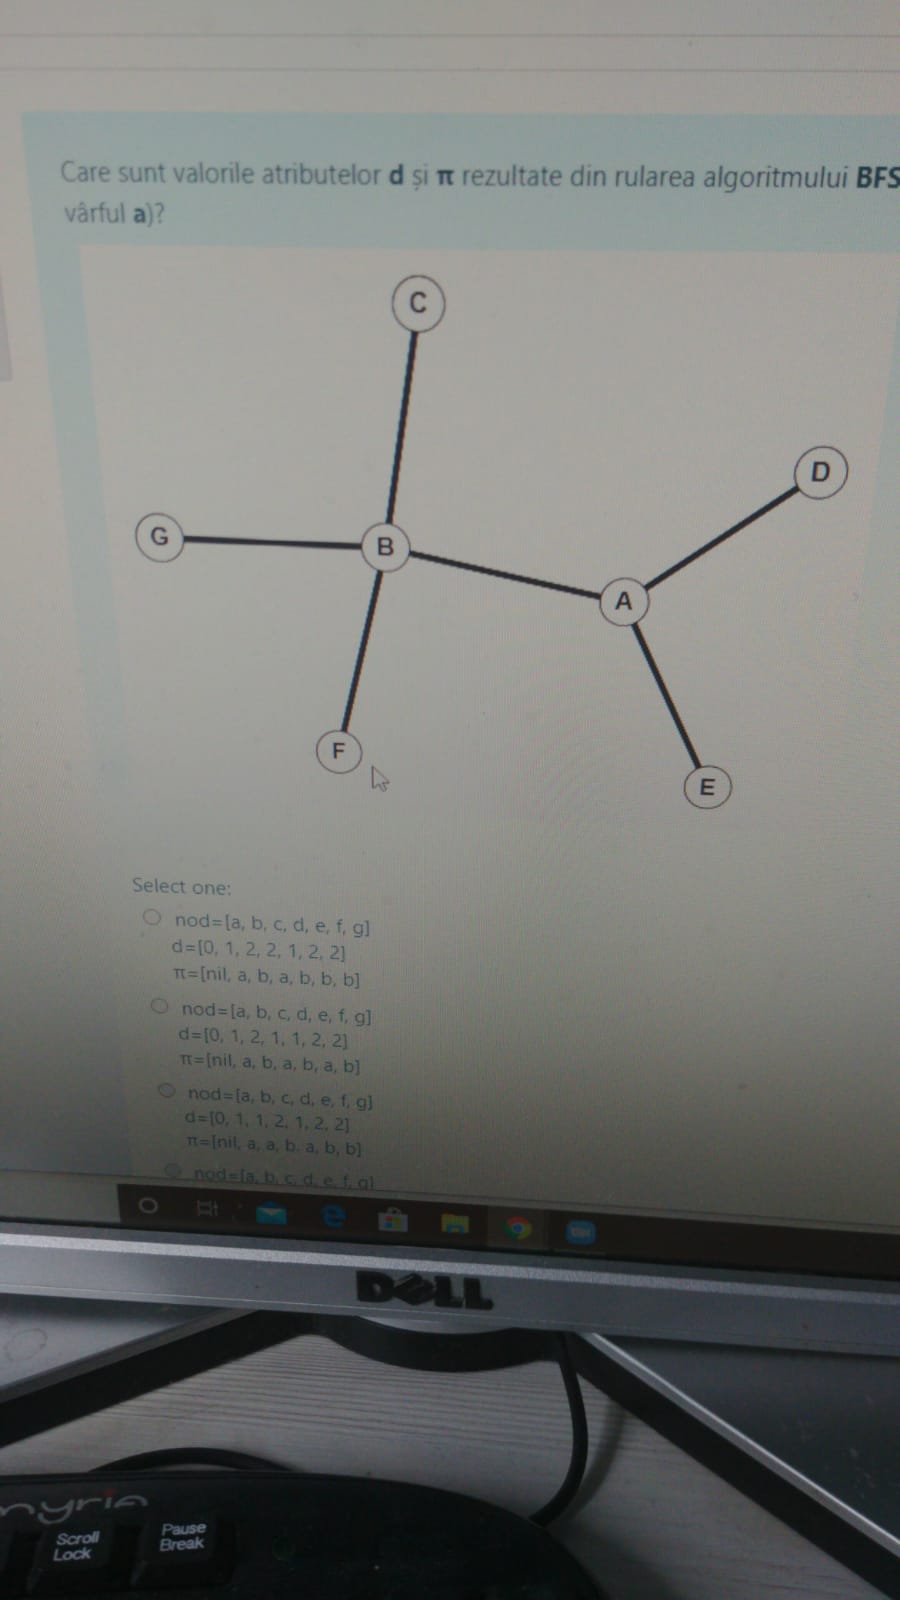 Care sunt valorile atributelor d și π rezultate din rularea algoritmului BFS
vârful a)?
C
D
G
B
A
F
E
Select one:
nod=[a, b, c, d, e, f, g]
d=[0, 1, 2, 2, 1, 2, 2]
π=[nil, a, b, a, b, b, b]
nod=[a, b, c, d, e, f, g]
d=[0, 1, 2, 1, 1, 2, 2]
π=[nil, a, b, a, b, a, b]
nod=[a, b, c, d, e, f, g]
d=[0, 1, 1, 2, 1, 2, 2]
π=[nil, a, a, b, a, b, b]
nod=[a, b, c, d, e, f, g]
DELL
myria
Scroll
Lock
Pause
Break